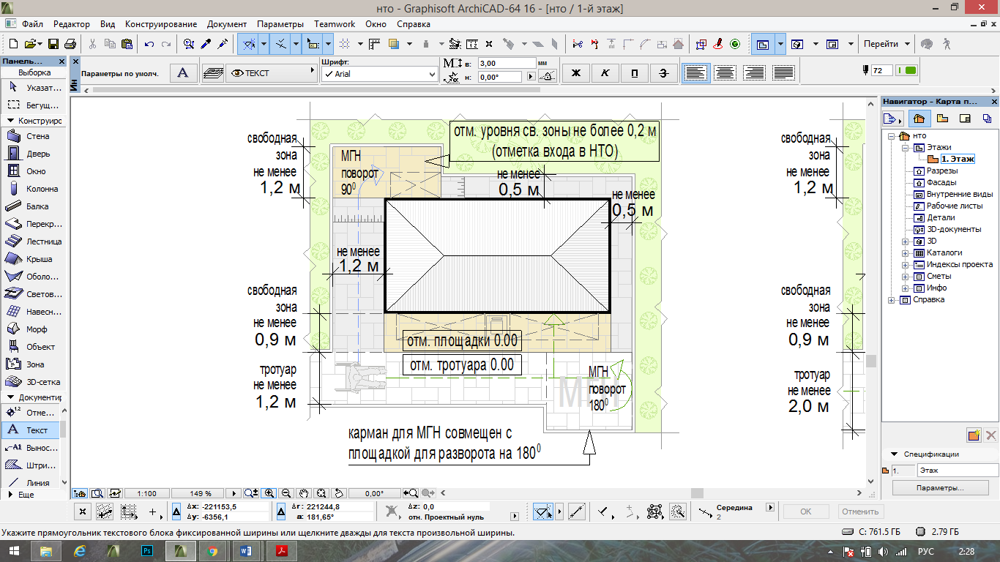 нто - Graphisoft ArchiCAD-64 16 - [нто / 1-й этаж]
Файл Редактор Вид Конструирование Документ Параметры Teamwork Окно Справка
Перейти
Панель...
Выборка
Указат...
Бегущ...
Конструирс
Стена
Дверь
Окно
Колонна
Балка
Перекр...
Лестница
Крыша
Оболо...
Светов...
Навесн...
Морф
Объект
Зона
3D-сетка
Документир
Отме...
Текст
Вынос...
Штри...
Линия
Еще
Ин
Параметры по умолч.
ТЕКСТ
Шрифт:
Arial
в: 3,00 мм
н: 0,00°
Ж К П З
72
отм. уровня св. зоны не более 0,2 м
(отметка входа в НТО)
свободная
зона
не менее
1,2 м
МГН
поворот
90⁰
не менее
0,5 м
не менее
0,5 м
не менее
1,2 м
свободная
зона
не менее
0,9 м
отм. площадки 0.00
отм. тротуара 0.00
тротуар
не менее
1,2 м
МГН
МГН
поворот
180⁰
карман для МГН совмещен с
площадкой для разворота на 180⁰
свободная
зона
не менее
1,2 м
свободная
зона
не менее
0,9 м
тротуар
не менее
2,0 м
Навигатор - Карта п...
нто
Этажи
1. Этаж
Разрезы
Фасады
Внутренние виды
Рабочие листы
Детали
3D-документы
3D
Каталоги
Индексы проекта
Сметы
Инфо
Справка
Спецификации
1. Этаж
Параметры...
1:100 149 % 0,00°
Δx: -221153,5
Δy: -6356,1
Δr: 221244,8
a: 181,65°
Δz: 0,0
отн. Проектный нуль
Середина
2
ОК Отменить
Укажите прямоугольник текстового блока фиксированной ширины или щелкните дважды для текста произвольной ширины.
C: 761.5 ГБ 2.79 ГБ
РУС 2:28